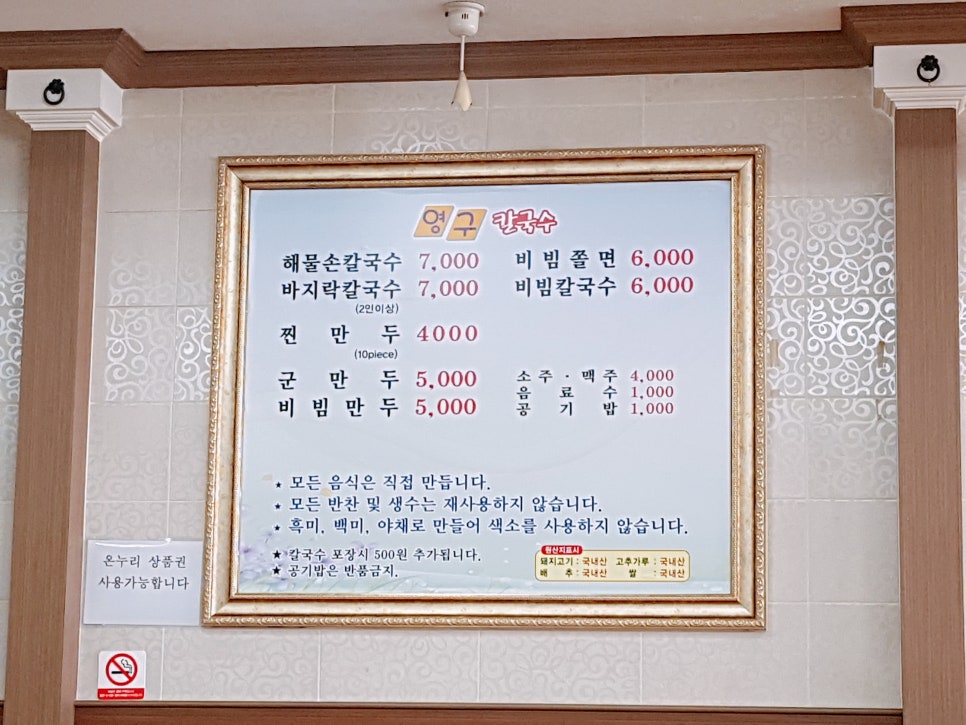 영구 칼국수
해물손칼국수 7,000
바지락칼국수 7,000
(2인이상)
찐만두 4000
(10piece)
군만두 5,000
비빔만두 5,000
비빔쫄면 6,000
비빔칼국수 6,000
소주·맥주 4,000
음료수 1,000
공기밥 1,000
★ 모든 음식은 직접 만듭니다.
★ 모든 반찬 및 생수는 재사용하지 않습니다.
★ 흑미, 백미, 야채로 만들어 색소를 사용하지 않습니다.
★ 칼국수 포장시 500원 추가됩니다.
★ 공기밥은 반품금지.
원산지표시
돼지고기 : 국내산 고추가루 : 국내산
배추 : 국내산 쌀 : 국내산
온누리 상품권
사용가능합니다